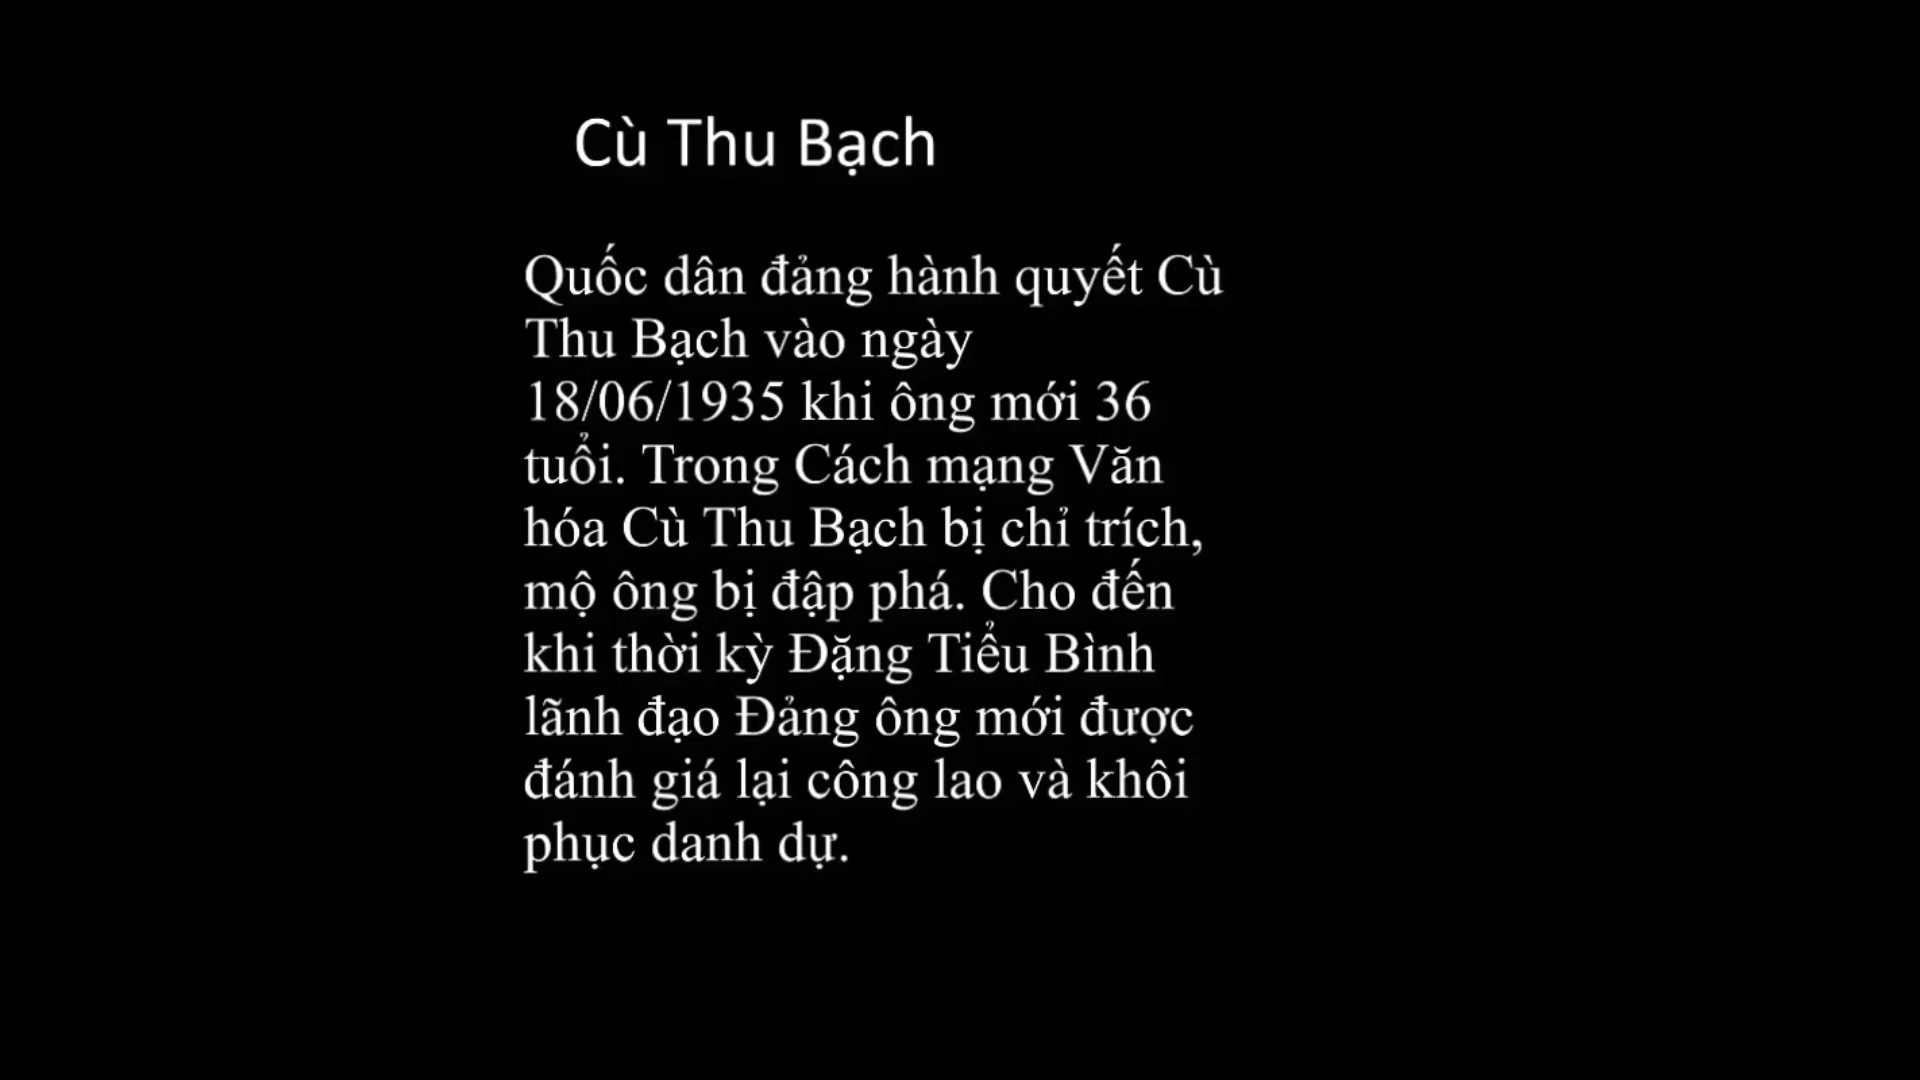 Cù Thu Bạch
Quốc dân đảng hành quyết Cù
Thu Bạch vào ngày
18/06/1935 khi ông mới 36
tuổi. Trong Cách mạng Văn
hóa Cù Thu Bạch bị chỉ trích,
mộ ông bị đập phá. Cho đến
khi thời kỳ Đặng Tiểu Bình
lãnh đạo Đảng ông mới được
đánh giá lại công lao và khôi
phục danh dự.